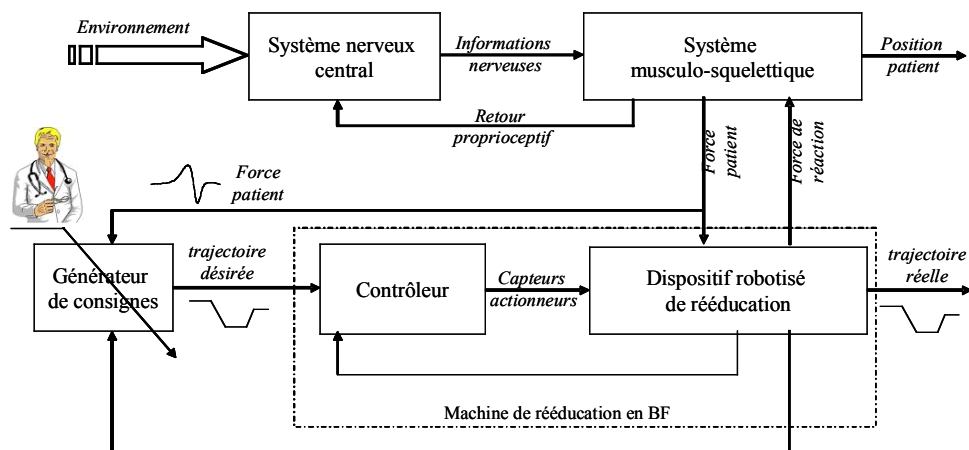 Environnement
Système nerveux
central
Informations
nerveuses
Système
musculo-squelettique
Position
patient
Retour
proprioceptif
Force
patient
Force de
réaction
Force
patient
Générateur
de consignes
trajectoire
désirée
Contrôleur
Capteurs
actionneurs
Dispositif robotisé
de rééducation
trajectoire
réelle
Machine de rééducation en BF